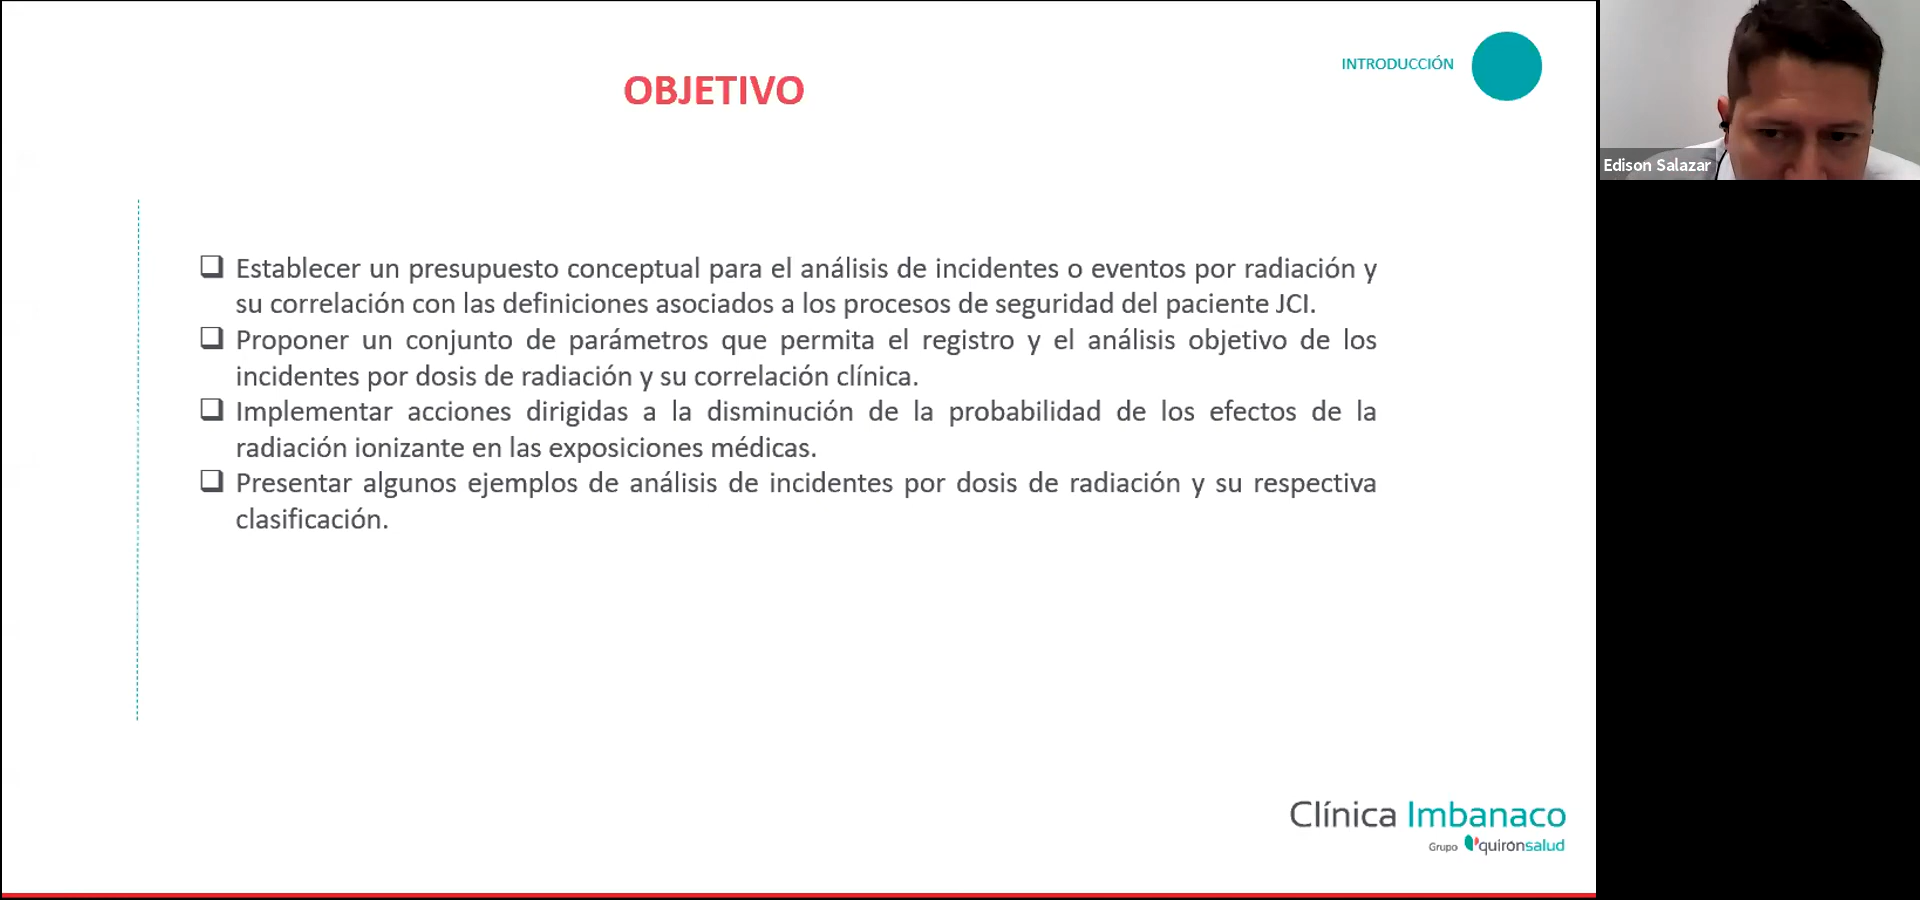 INTRODUCCIÓN
OBJETIVO
Edison Salazar
Establecer un presupuesto conceptual para el análisis de incidentes o eventos por radiación y
su correlación con las definiciones asociados a los procesos de seguridad del paciente JCI.
Proponer un conjunto de parámetros que permita el registro y el análisis objetivo de los
incidentes por dosis de radiación y su correlación clínica.
Implementar acciones dirigidas a la disminución de la probabilidad de los efectos de la
radiación ionizante en las exposiciones médicas.
Presentar algunos ejemplos de análisis de incidentes por dosis de radiación y su respectiva
clasificación.
Clínica Imbanaco
Grupo quirónsalud